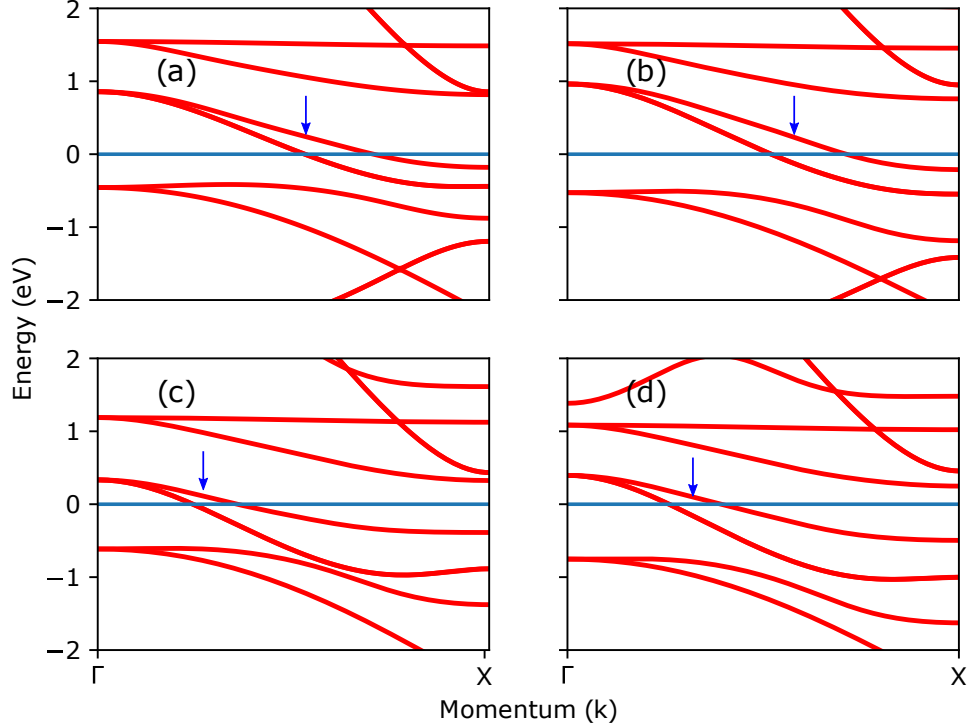 2
1
0
−1
−2
(a)
(b)
2
1
0
−1
−2
(c)
(d)
Γ
X
Γ
X
Energy (eV)
Momentum (k)